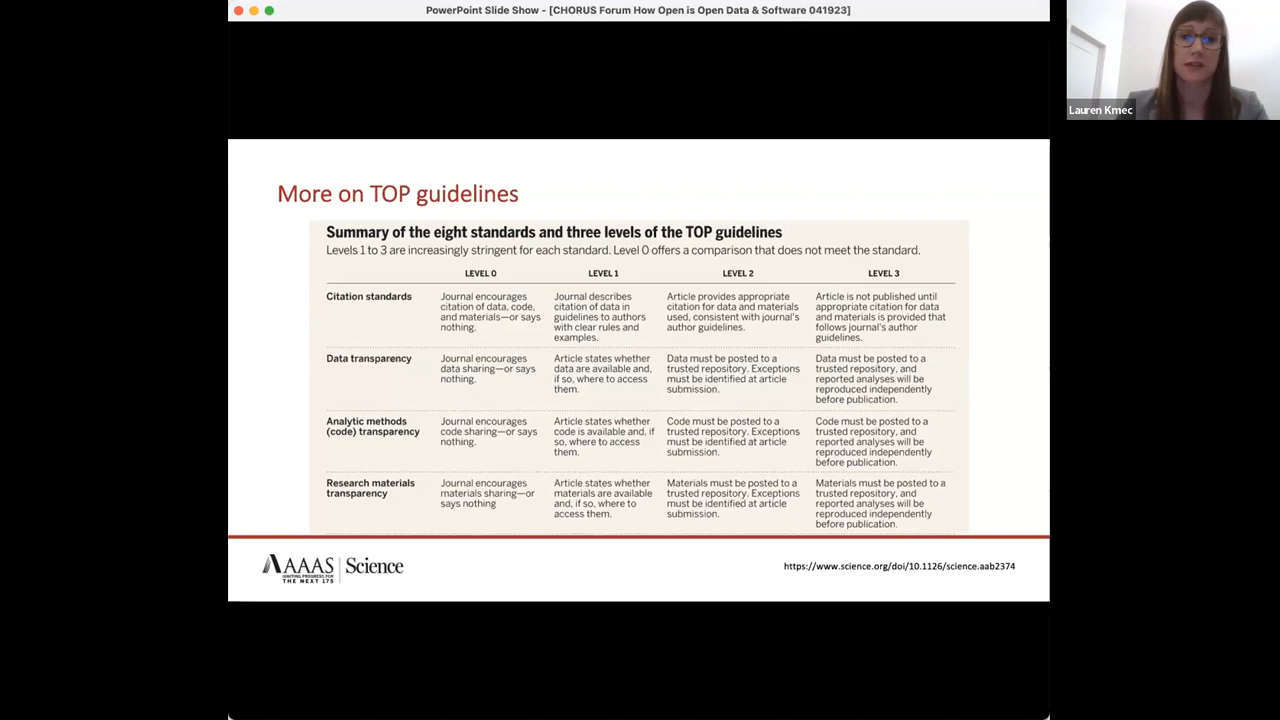 PowerPoint Slide Show - [CHORUS Forum How Open is Open Data & Software 041923]
Lauren Kmec
More on TOP guidelines
Summary of the eight standards and three levels of the TOP guidelines
Levels 1 to 3 are increasingly stringent for each standard. Level 0 offers a comparison that does not meet the standard.
LEVEL 0 LEVEL 1 LEVEL 2 LEVEL 3
Citation standards
Journal encourages
citation of data, code,
and materials—or says
nothing.
Journal describes
citation of data in
guidelines to authors
with clear rules and
examples.
Article provides appropriate
citation for data and materials
used, consistent with journal's
author guidelines.
Article is not published until
appropriate citation for data
and materials is provided that
follows journal's author
guidelines.
Data transparency
Journal encourages
data sharing—or says
nothing.
Article states whether
data are available and,
if so, where to access
them.
Data must be posted to a
trusted repository. Exceptions
must be identified at article
submission.
Data must be posted to a
trusted repository, and
reported analyses will be
reproduced independently
before publication.
Analytic methods
(code) transparency
Journal encourages
code sharing—or says
nothing.
Article states whether
code is available and, if
so, where to access
them.
Code must be posted to a
trusted repository. Exceptions
must be identified at article
submission.
Code must be posted to a
trusted repository, and
reported analyses will be
reproduced independently
before publication.
Research materials
transparency
Journal encourages
materials sharing—or
says nothing
Article states whether
materials are available
and, if so, where to
access them.
Materials must be posted to a
trusted repository. Exceptions
must be identified at article
submission.
Materials must be posted to a
trusted repository, and
reported analyses will be
reproduced independently
before publication.
AAAS Science
IGNITING PROGRESS FOR
THE NEXT 175
https://www.science.org/doi/10.1126/science.aab2374